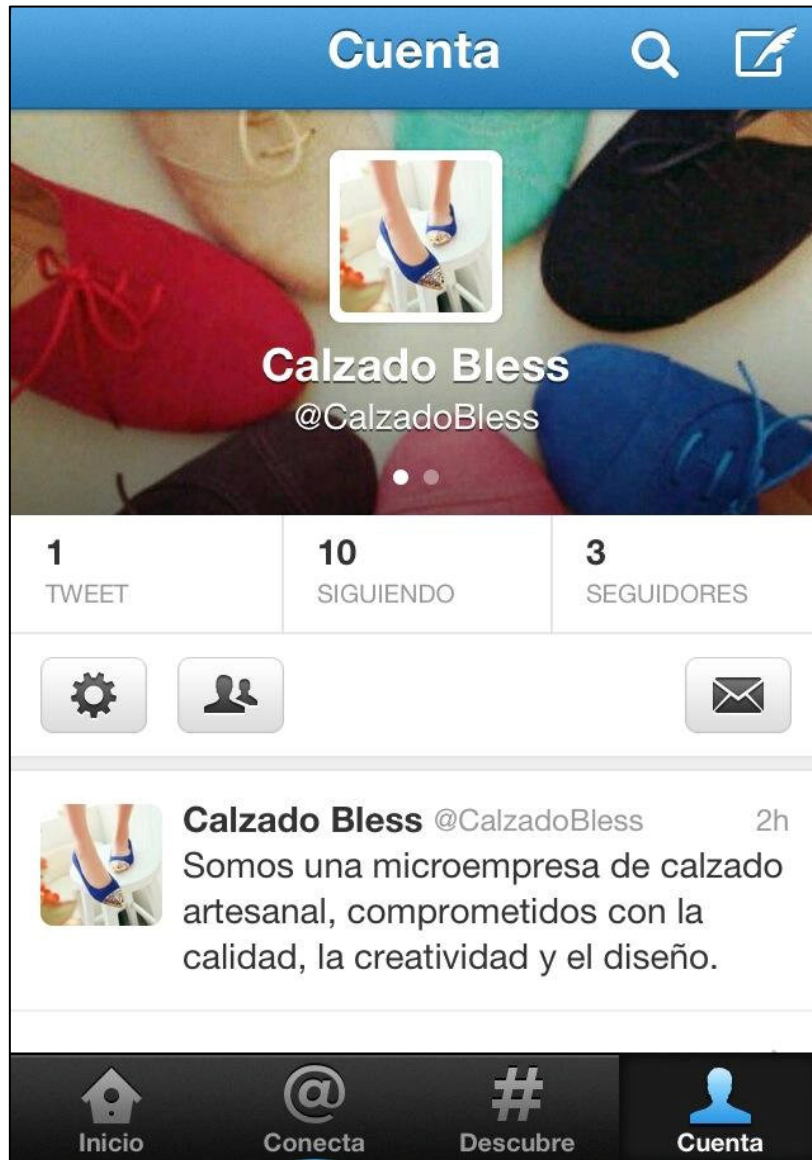 Cuenta
Calzado Bless
@CalzadoBless
1
TWEET
10
SIGUIENDO
3
SEGUIDORES
Calzado Bless @CalzadoBless 2h
Somos una microempresa de calzado
artesanal, comprometidos con la
calidad, la creatividad y el diseño.
Inicio
@
Conecta
#
Descubre
Cuenta